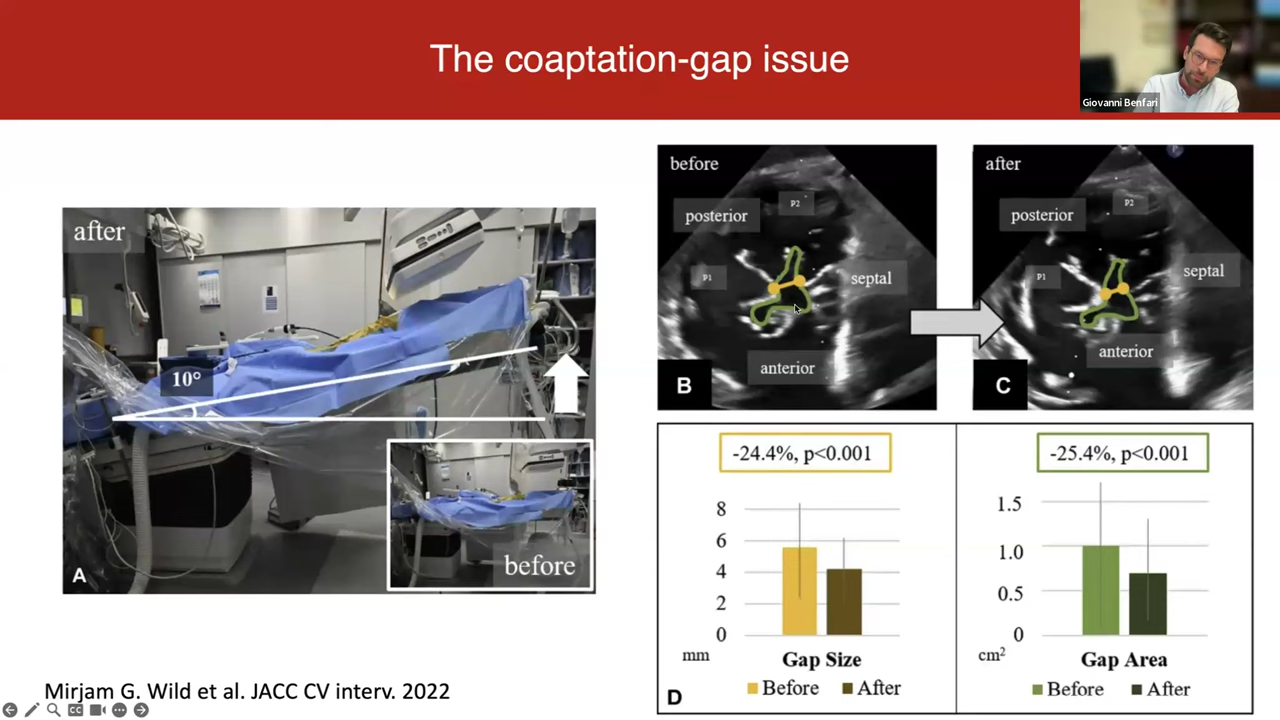 The coaptation-gap issue
Giovanni Benfari
after
10°
before
A
before
posterior
P2
P1
septal
anterior
B
after
posterior
P2
P1
septal
anterior
C
-24.4%, p<0.001
8
6
4
2
0
mm
Gap Size
Before After
D
-25.4%, p<0.001
1.5
1.0
0.5
0
cm²
Gap Area
Before After
Mirjam G. Wild et al. JACC CV interv. 2022
CC